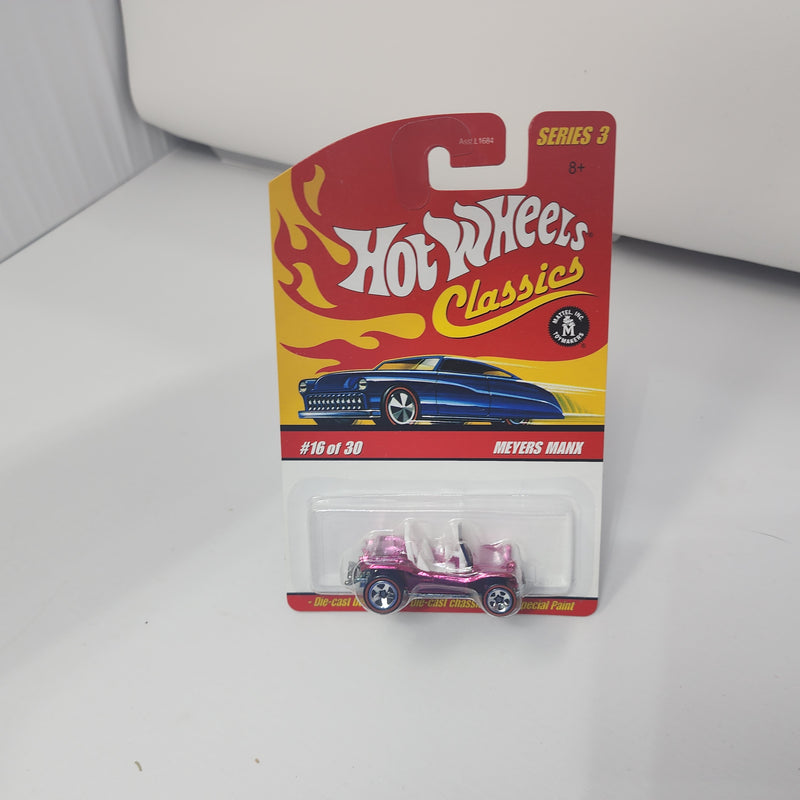 Asst.L1684
SERIES 3
8+
HOT WHEELS®
Classics
MATTEL, INC.
M
TOYMAKERS
®
#16 of 30
MEYERS MANX
- Die-cast die-cast chassis Special Paint